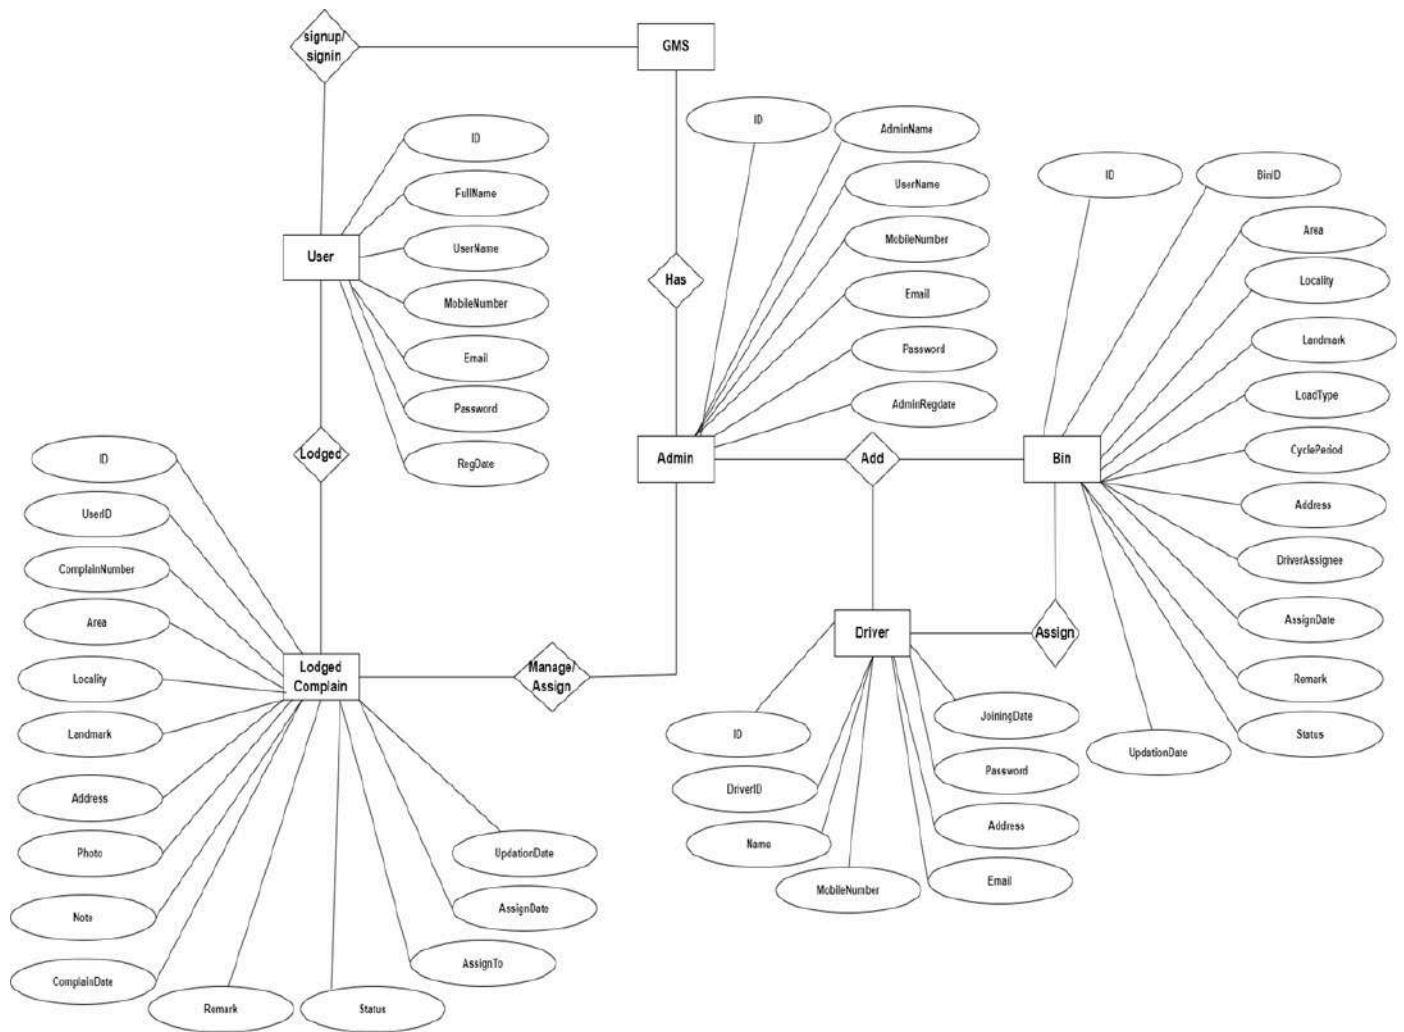 signup/
signin
GMS
ID
FullName
UserName
MobileNumber
Email
Password
RegDate
User
Lodged
Has
ID
AdminName
UserName
MobileNumber
Email
Password
AdminRegdate
Admin
Add
ID
BinID
Area
Locality
Landmark
LoadType
CyclePeriod
Address
DriverAssignee
AssignDate
Remark
Status
UpdationDate
Bin
Assign
Driver
ID
DriverID
Name
MobileNumber
Email
Address
Password
JoiningDate
Manage/
Assign
Lodged
Complain
ID
UserID
ComplainNumber
Area
Locality
Landmark
Address
Photo
Note
ComplainDate
Remark
Status
AssignTo
AssignDate
UpdationDate